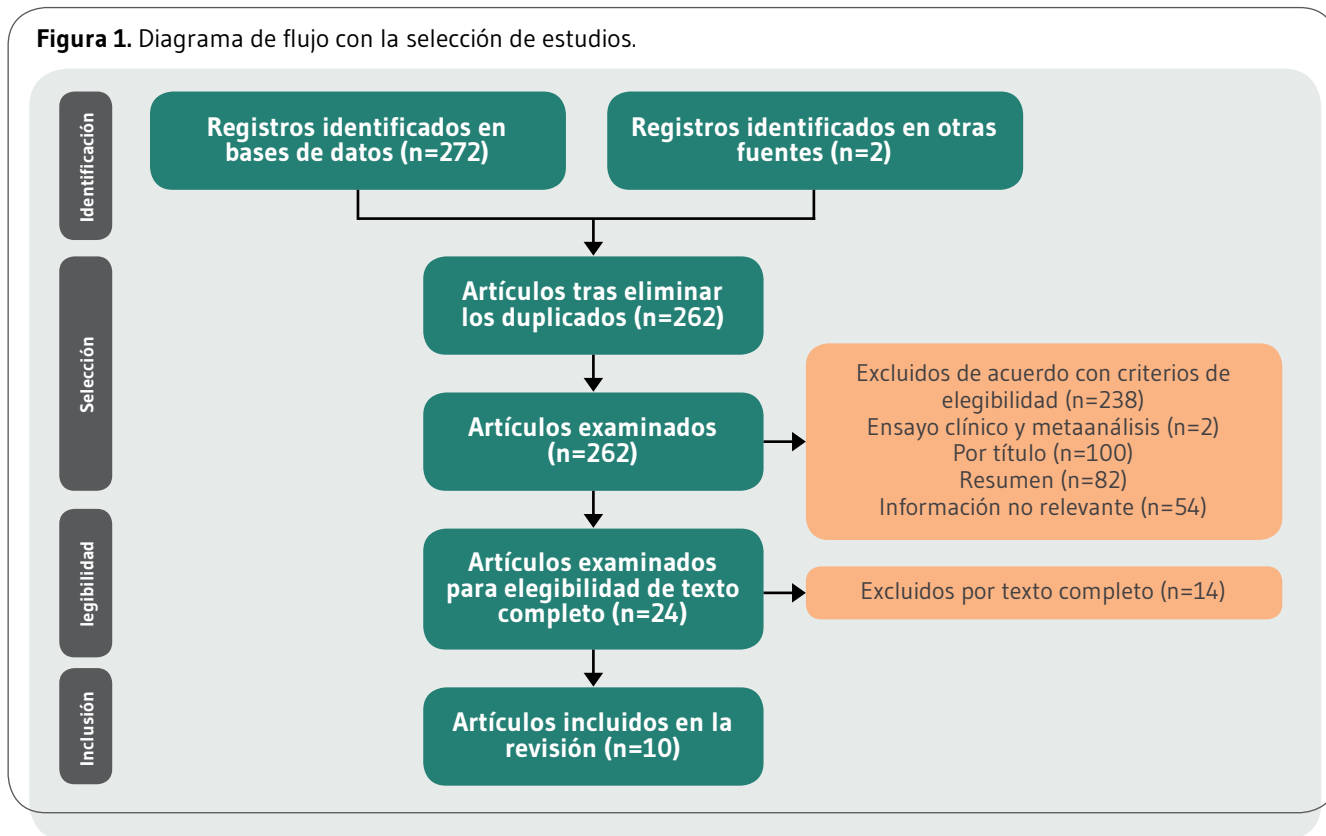 Figura 1. Diagrama de flujo con la selección de estudios.
Identificación
Registros identificados en
bases de datos (n=272)
Registros identificados en otras
fuentes (n=2)
Selección
Artículos tras eliminar
los duplicados (n=262)
Artículos examinados
(n=262)
Excluidos de acuerdo con criterios de
elegibilidad (n=238)
Ensayo clínico y metaanálisis (n=2)
Por título (n=100)
Resumen (n=82)
Información no relevante (n=54)
legibilidad
Artículos examinados
para elegibilidad de texto
completo (n=24)
Excluidos por texto completo (n=14)
Inclusión
Artículos incluidos en la
revisión (n=10)